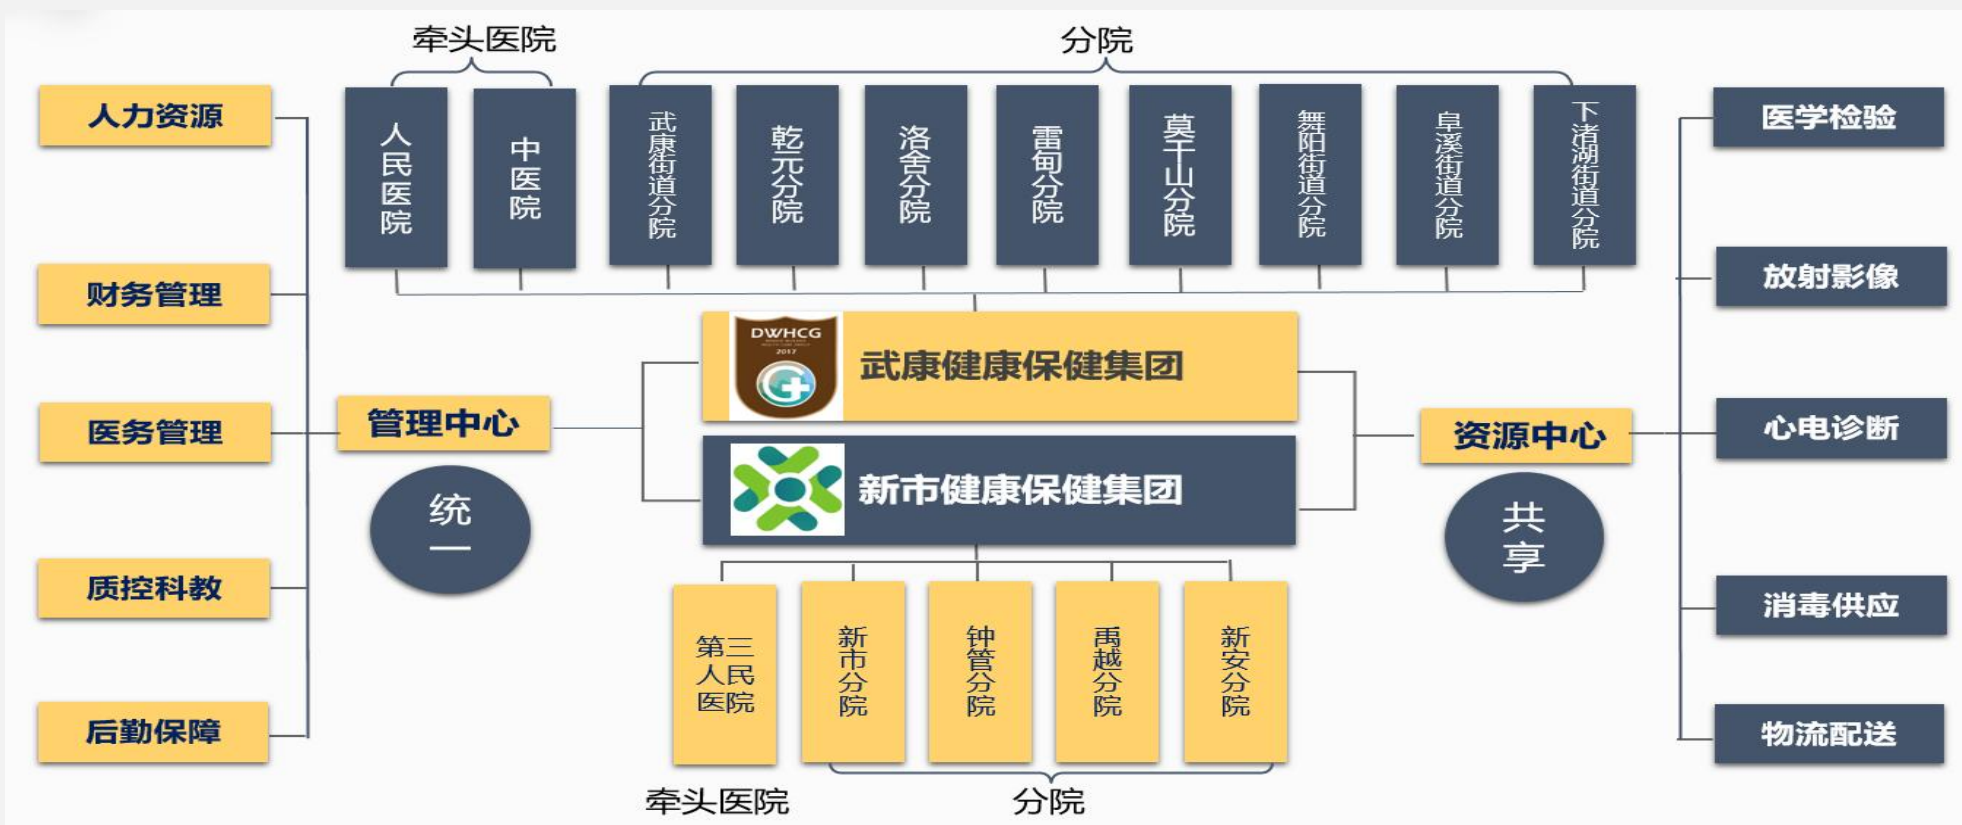 牵头医院
分院
人力资源
财务管理
医务管理
质控科教
后勤保障
人民医院
中医院
武康街道分院
乾元分院
洛舍分院
雷甸分院
莫干山分院
舞阳街道分院
阜溪街道分院
下渚湖街道分院
医学检验
放射影像
心电诊断
消毒供应
物流配送
管理中心
统一
DWHCG
2017
武康健康保健集团
新市健康保健集团
资源中心
共享
第三
人民
医院
新市分院
钟管分院
禹越分院
新安分院
牵头医院
分院